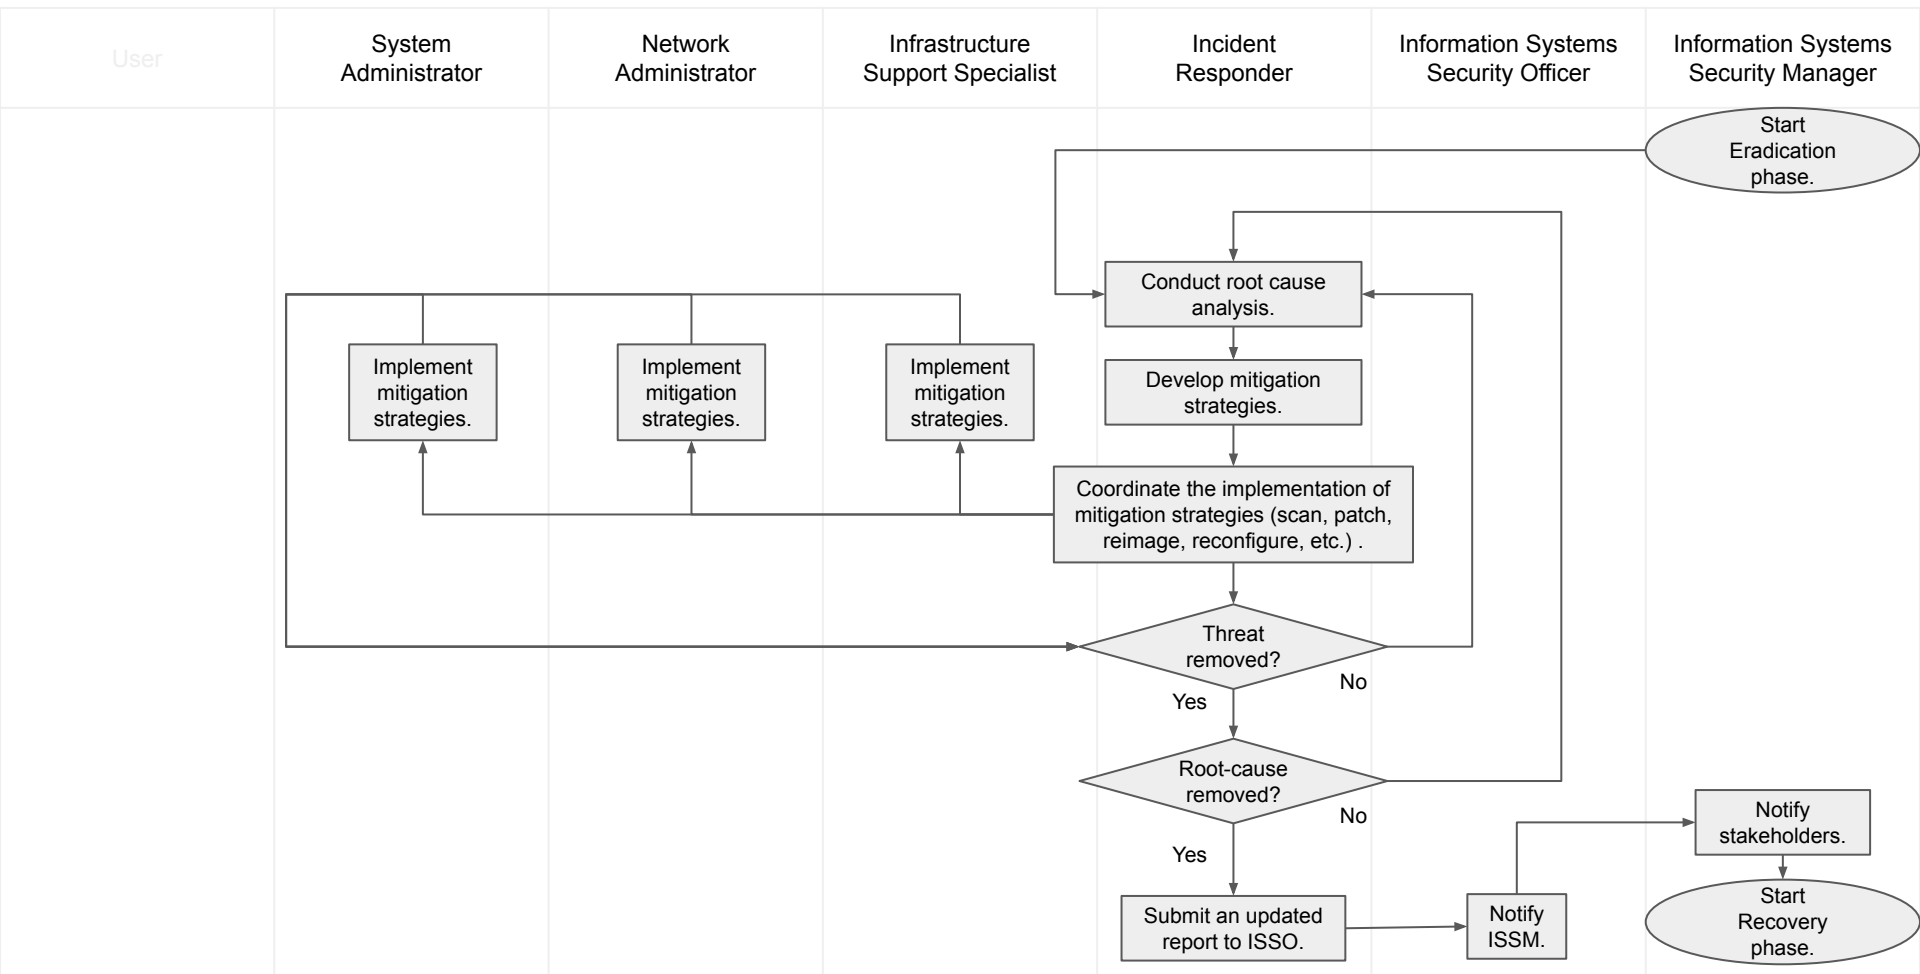 User
System
Administrator
Network
Administrator
Infrastructure
Support Specialist
Incident
Responder
Information Systems
Security Officer
Information Systems
Security Manager
Start
Eradication
phase.
Conduct root cause
analysis.
Implement
mitigation
strategies.
Implement
mitigation
strategies.
Implement
mitigation
strategies.
Develop mitigation
strategies.
Coordinate the implementation of
mitigation strategies (scan, patch,
reimage, reconfigure, etc.) .
Threat
removed?
No
Yes
Root-cause
removed?
No
Yes
Submit an updated
report to ISSO.
Notify
ISSM.
Notify
stakeholders.
Start
Recovery
phase.